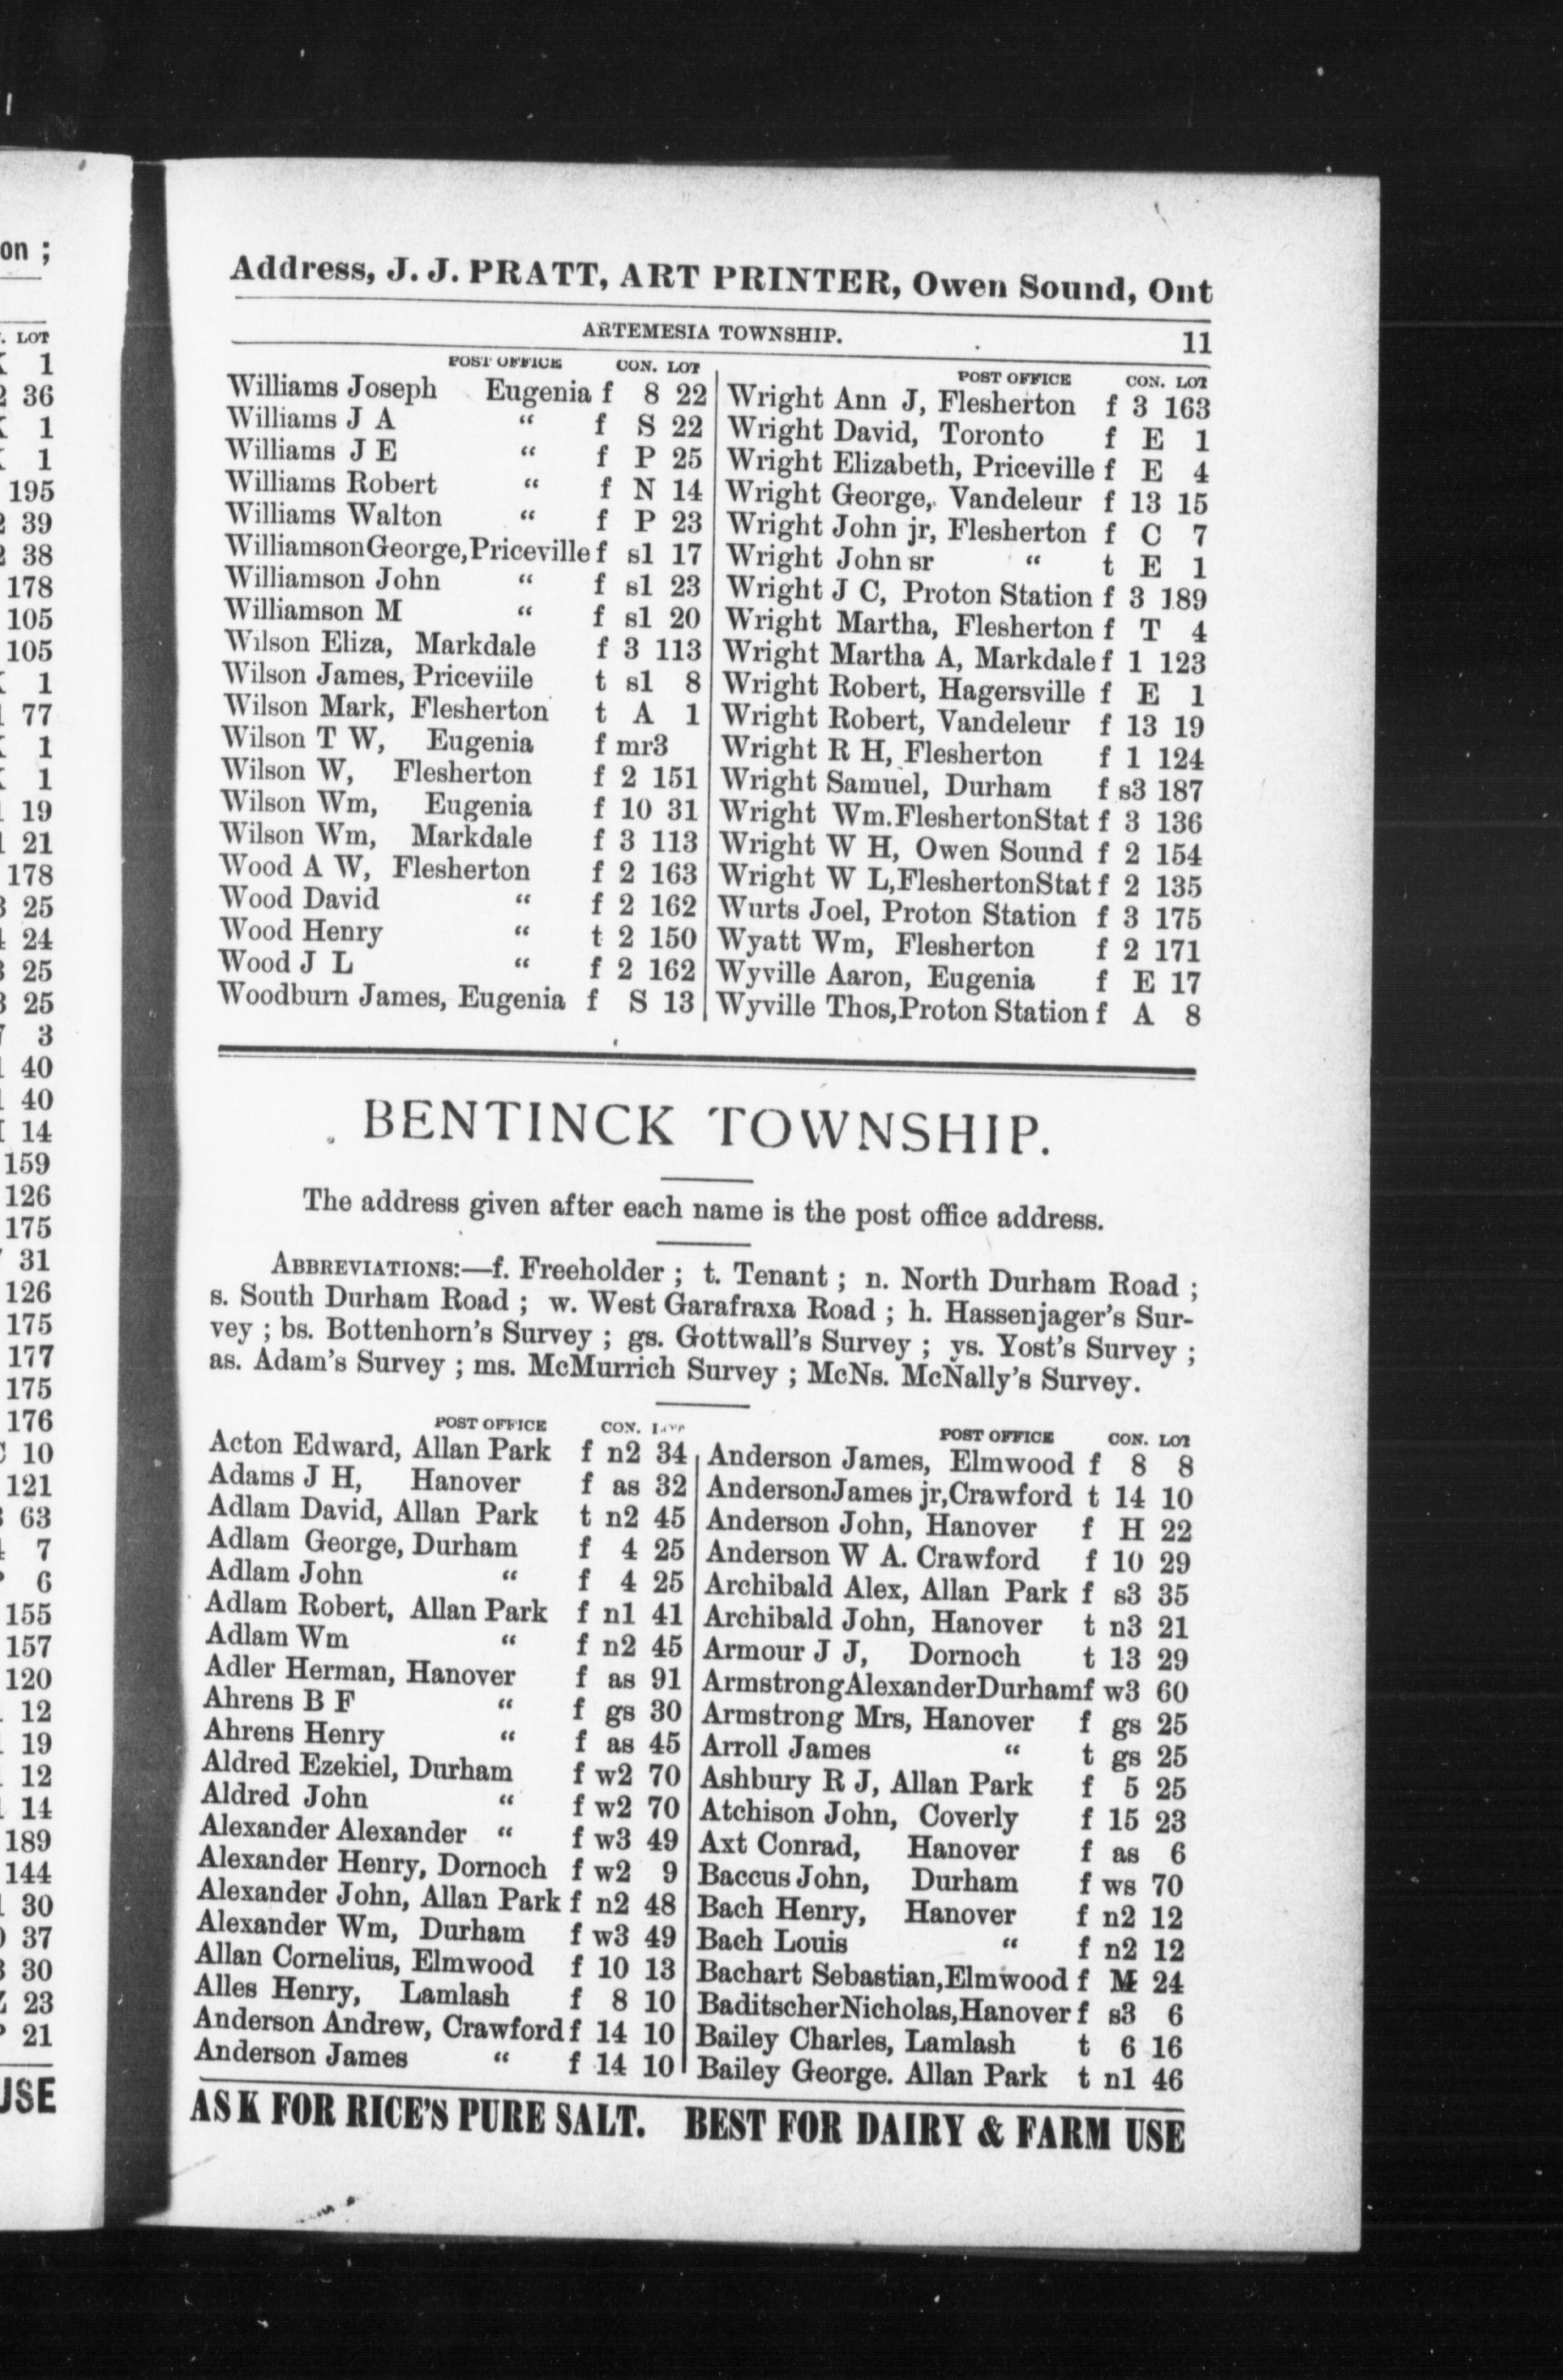 Address, J. J. PRATT, ART PRINTER, Owen Sound, Ont
ARTEMESIA TOWNSHIP. 11
POST OFFICE CON. LOT
Williams Joseph Eugenia f 8 22
Williams J A “ f S 22
Williams J E “ f P 25
Williams Robert “ f N 14
Williams Walton “ f P 23
WilliamsonGeorge,Priceville f s1 17
Williamson John “ f s1 23
Williamson M “ f s1 20
Wilson Eliza, Markdale f 3 113
Wilson James, Priceviile t s1 8
Wilson Mark, Flesherton t A 1
Wilson T W, Eugenia f mr3
Wilson W, Flesherton f 2 151
Wilson Wm, Eugenia f 10 31
Wilson Wm, Markdale f 3 113
Wood A W, Flesherton f 2 163
Wood David “ f 2 162
Wood Henry “ t 2 150
Wood J L “ f 2 162
Woodburn James, Eugenia f S 13
POST OFFICE CON. LOT
Wright Ann J, Flesherton f 3 163
Wright David, Toronto f E 1
Wright Elizabeth, Priceville f E 4
Wright George, Vandeleur f 13 15
Wright John jr, Flesherton f C 7
Wright John sr “ t E 1
Wright J C, Proton Station f 3 189
Wright Martha, Flesherton f T 4
Wright Martha A, Markdale f 1 123
Wright Robert, Hagersville f E 1
Wright Robert, Vandeleur f 13 19
Wright R H, Flesherton f 1 124
Wright Samuel, Durham f s3 187
Wright Wm.FleshertonStat f 3 136
Wright W H, Owen Sound f 2 154
Wright W L,FleshertonStat f 2 135
Wurts Joel, Proton Station f 3 175
Wyatt Wm, Flesherton f 2 171
Wyville Aaron, Eugenia f E 17
Wyville Thos,Proton Station f A 8
BENTINCK TOWNSHIP.
The address given after each name is the post office address.
ABBREVIATIONS:—f. Freeholder ; t. Tenant ; n. North Durham Road ;
s. South Durham Road ; w. West Garafraxa Road ; h. Hassenjager's Sur-
vey ; bs. Bottenhorn's Survey ; gs. Gottwall's Survey ; ys. Yost's Survey ;
as. Adam's Survey ; ms. McMurrich Survey ; McNs. McNally's Survey.
POST OFFICE CON. LOT
Acton Edward, Allan Park f n2 34
Adams J H, Hanover f as 32
Adlam David, Allan Park t n2 45
Adlam George, Durham f 4 25
Adlam John “ f 4 25
Adlam Robert, Allan Park f n1 41
Adlam Wm “ f n2 45
Adler Herman, Hanover f as 91
Ahrens B F “ f gs 30
Ahrens Henry “ f as 45
Aldred Ezekiel, Durham f w2 70
Aldred John “ f w2 70
Alexander Alexander “ f w3 49
Alexander Henry, Dornoch f w2 9
Alexander John, Allan Park f n2 48
Alexander Wm, Durham f w3 49
Allan Cornelius, Elmwood f 10 13
Alles Henry, Lamlash f 8 10
Anderson Andrew, Crawford f 14 10
Anderson James “ f 14 10
POST OFFICE CON. LOT
Anderson James, Elmwood f 8 8
AndersonJames jr,Crawford t 14 10
Anderson John, Hanover f H 22
Anderson W A. Crawford f 10 29
Archibald Alex, Allan Park f s3 35
Archibald John, Hanover t n3 21
Armour J J, Dornoch t 13 29
ArmstrongAlexanderDurhamf w3 60
Armstrong Mrs, Hanover f gs 25
Arroll James “ t gs 25
Ashbury R J, Allan Park f 5 25
Atchison John, Coverly f 15 23
Axt Conrad, Hanover f as 6
Baccus John, Durham f ws 70
Bach Henry, Hanover f n2 12
Bach Louis “ f n2 12
Bachart Sebastian,Elmwood f M 24
BaditscherNicholas,Hanover f s3 6
Bailey Charles, Lamlash t 6 16
Bailey George. Allan Park t n1 46
ASK FOR RICE'S PURE SALT. BEST FOR DAIRY & FARM USE